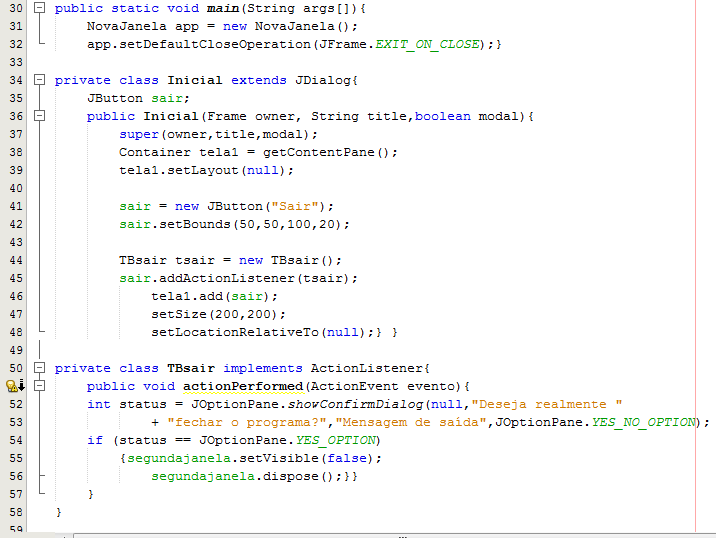 30 public static void main(String args[]){
31 NovaJanela app = new NovaJanela();
32 app.setDefaultCloseOperation(JFrame.EXIT_ON_CLOSE);}
33
34 private class Inicial extends JDialog{
35 JButton sair;
36 public Inicial(Frame owner, String title,boolean modal){
37 super(owner,title,modal);
38 Container tela1 = getContentPane();
39 tela1.setLayout(null);
40
41 sair = new JButton("Sair");
42 sair.setBounds(50,50,100,20);
43
44 TBsair tsair = new TBsair();
45 sair.addActionListener(tsair);
46 tela1.add(sair);
47 setSize(200,200);
48 setLocationRelativeTo(null);} }
49
50 private class TBsair implements ActionListener{
public void actionPerformed(ActionEvent evento){
52 int status = JOptionPane.showConfirmDialog(null,"Deseja realmente "
53 + "fechar o programa?","Mensagem de saída",JOptionPane.YES_NO_OPTION);
54 if (status == JOptionPane.YES_OPTION)
55 {segundajanela.setVisible(false);
56 segundajanela.dispose();}}
57 }
58 }
59